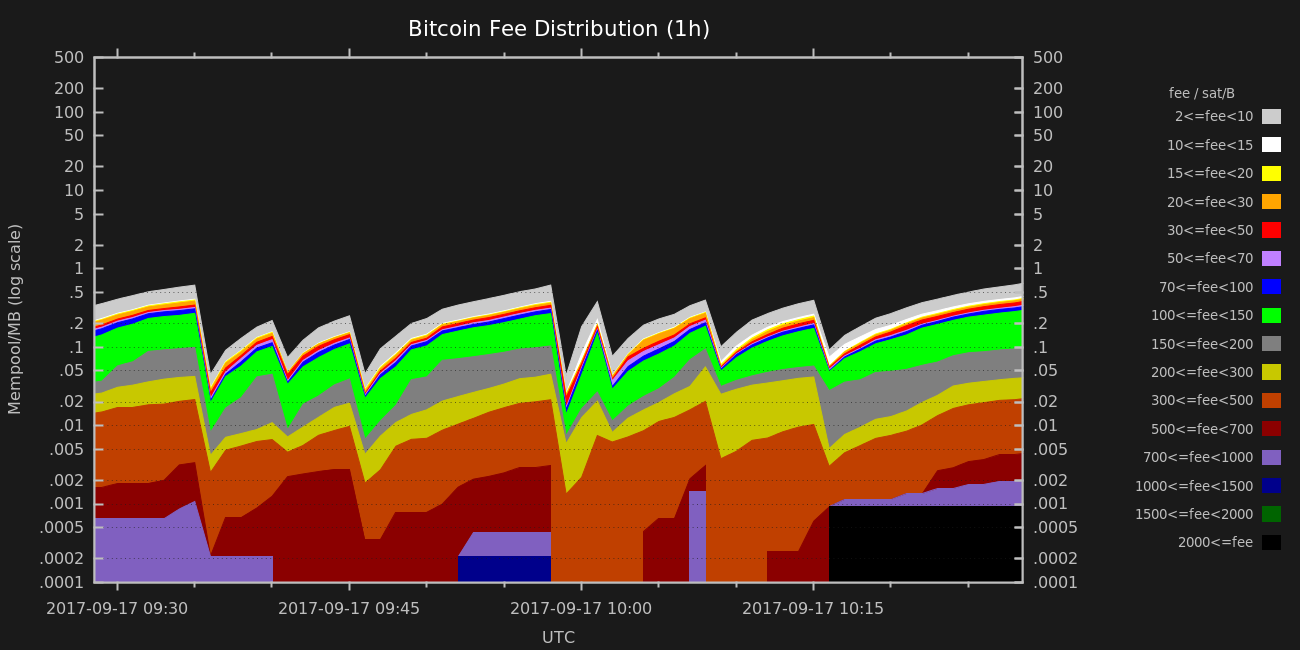 Bitcoin Fee Distribution (1h)
500 500
200 200
100 100
50 50
20 20
10 10
5 5
2 2
1 1
.5 .5
.2 .2
.1 .1
.05 .05
.02 .02
.01 .01
.005 .005
.002 .002
.001 .001
.0005 .0005
.0002 .0002
.0001 .0001
Mempool/MB (log scale)
2017-09-17 09:30 2017-09-17 09:45 2017-09-17 10:00 2017-09-17 10:15
UTC
fee / sat/B
2<=fee<10
10<=fee<15
15<=fee<20
20<=fee<30
30<=fee<50
50<=fee<70
70<=fee<100
100<=fee<150
150<=fee<200
200<=fee<300
300<=fee<500
500<=fee<700
700<=fee<1000
1000<=fee<1500
1500<=fee<2000
2000<=fee